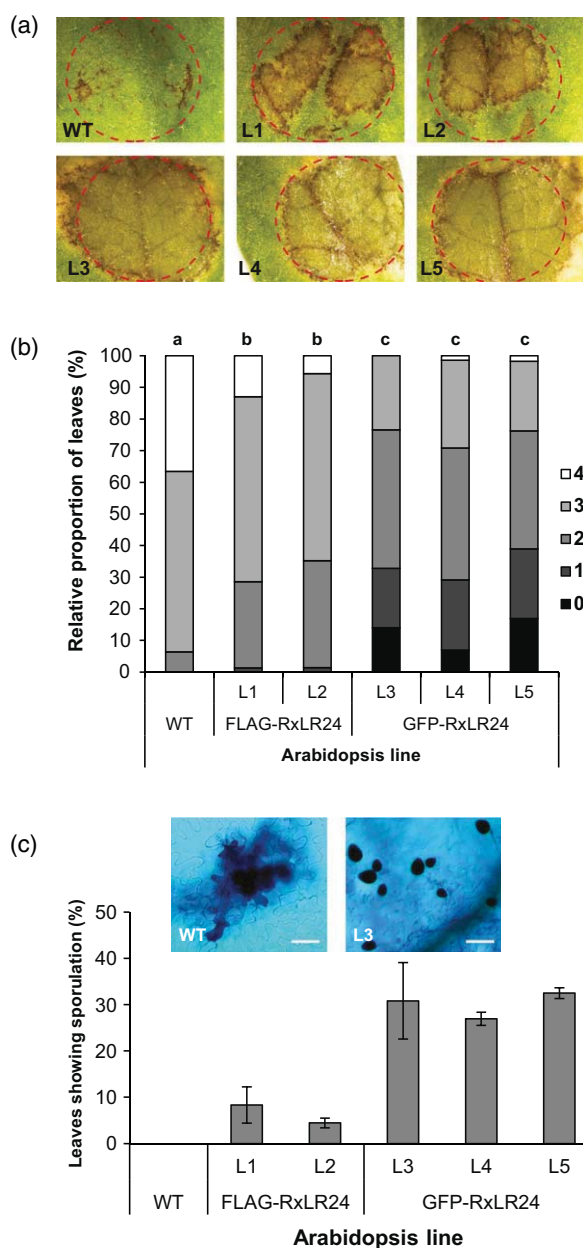 (a)
WT
L1
L2
L3
L4
L5
(b)
a b b c c c
Relative proportion of leaves (%)
100
90
80
70
60
50
40
30
20
10
0
4
3
2
1
0
L1 L2 L3 L4 L5
WT FLAG-RxLR24 GFP-RxLR24
Arabidopsis line
(c)
WT
L3
Leaves showing sporulation (%)
50
40
30
20
10
0
L1 L2 L3 L4 L5
WT FLAG-RxLR24 GFP-RxLR24
Arabidopsis line